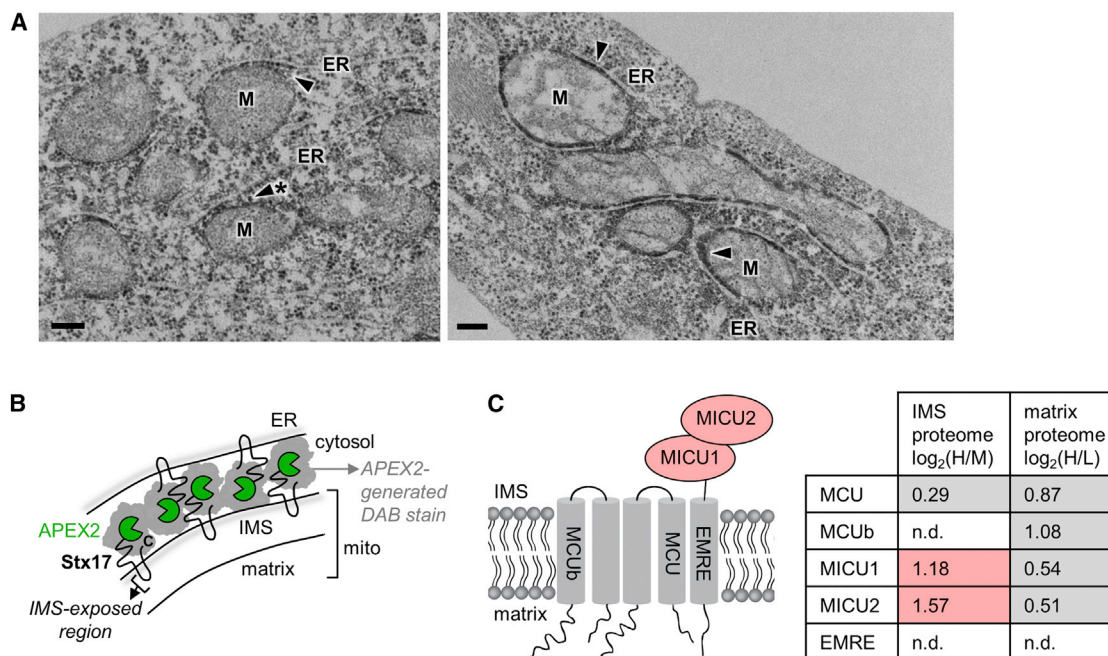 A
ER
M
ER
*
M
ER
M
M
ER
B
ER
cytosol
APEX2-
generated
DAB stain
APEX2
IMS
mito
Stx17
C
matrix
IMS-exposed
region
C
MICU2
MICU1
IMS
MCUb
MCU
EMRE
matrix
IMS proteome log₂(H/M) matrix proteome log₂(H/L)
MCU 0.29 0.87
MCUb n.d. 1.08
MICU1 1.18 0.54
MICU2 1.57 0.51
EMRE n.d. n.d.